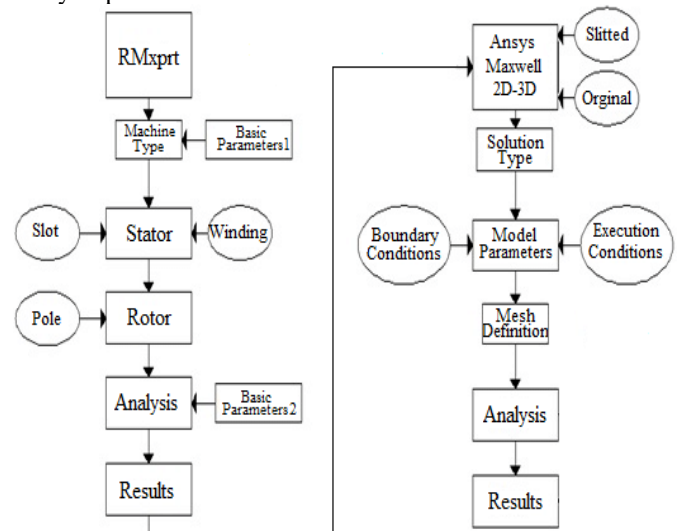 RMxprt
Machine
Type
Basic
Parameters1
Slot
Stator
Winding
Pole
Rotor
Analysis
Basic
Parameters2
Results
Ansys
Maxwell
2D-3D
Slitted
Orginal
Solution
Type
Boundary
Conditions
Model
Parameters
Execution
Conditions
Mesh
Definition
Analysis
Results